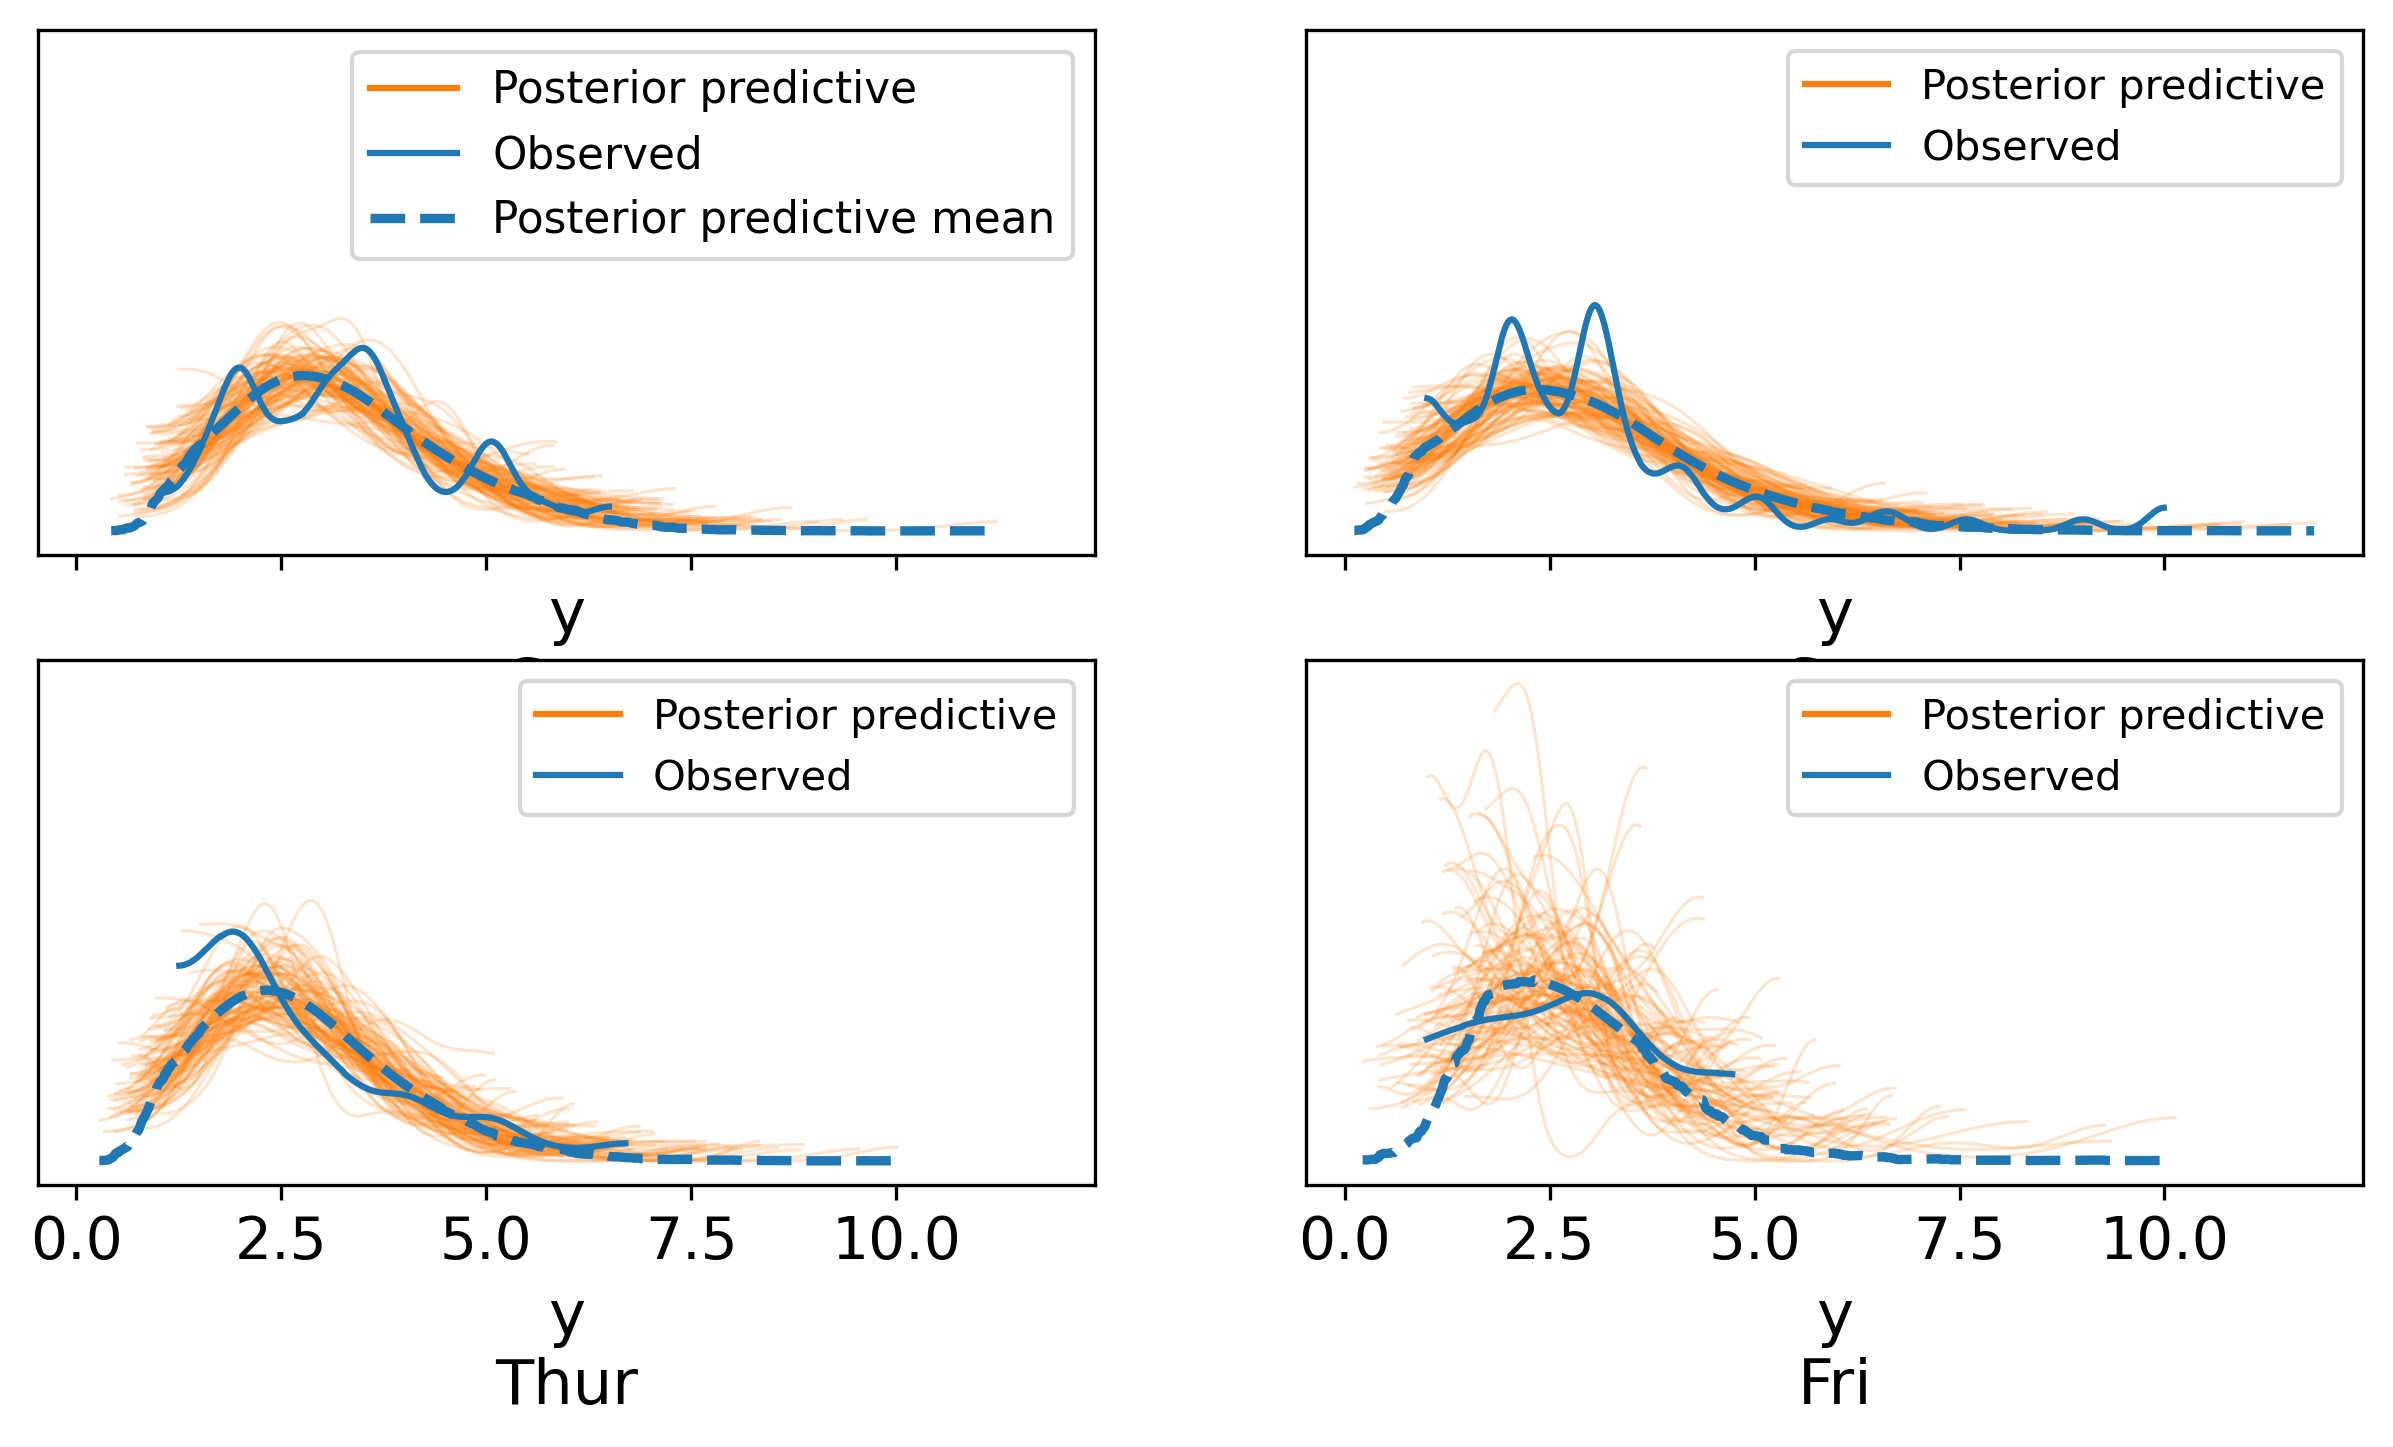 Posterior predictive
Observed
Posterior predictive mean
Posterior predictive
Observed
y
y
Posterior predictive
Observed
Posterior predictive
Observed
0.0 2.5 5.0 7.5 10.0
0.0 2.5 5.0 7.5 10.0
y
Thur
y
Fri